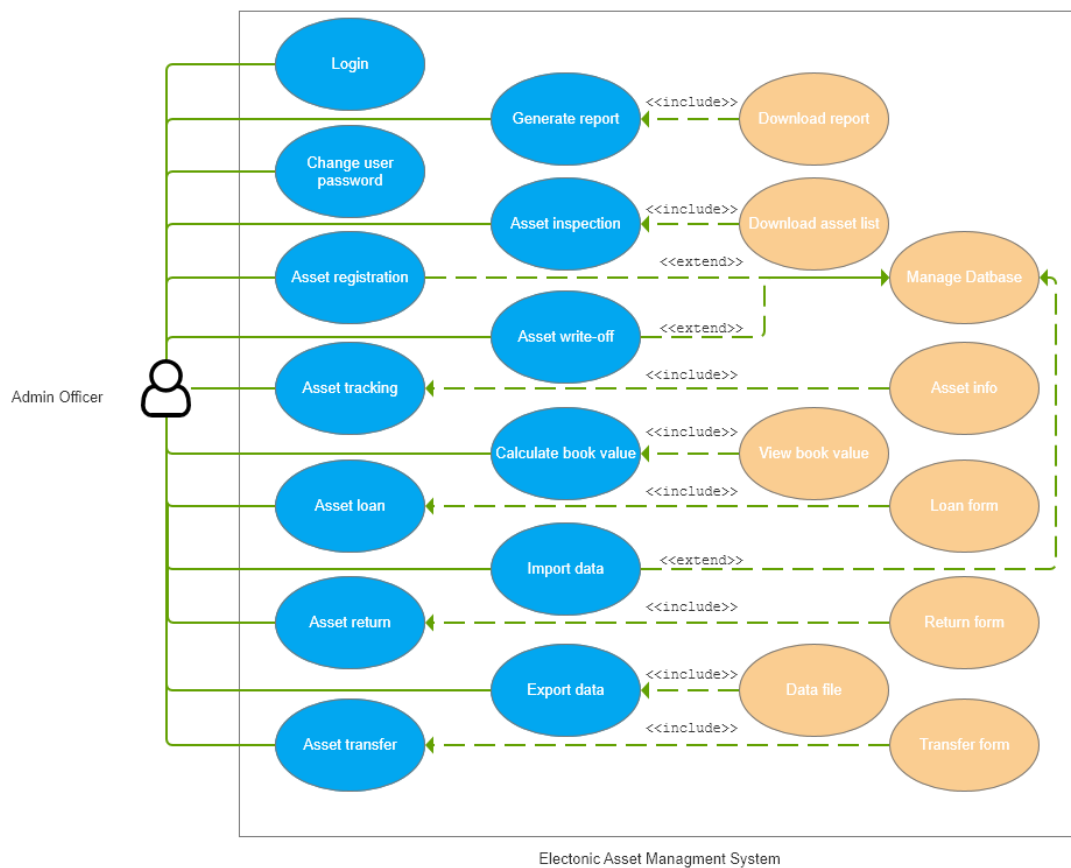 Login
<<include>>
Generate report
Download report
Change user
password
<<include>>
Asset inspection
Download asset list
<<extend>>
Asset registration
Manage Datbase
<<extend>>
Asset write-off
<<include>>
Admin Officer
Asset tracking
Asset info
<<include>>
Calculate book value
View book value
<<include>>
Asset loan
Loan form
<<extend>>
Import data
<<include>>
Asset return
Return form
<<include>>
Export data
Data file
<<include>>
Asset transfer
Transfer form
Electonic Asset Managment System